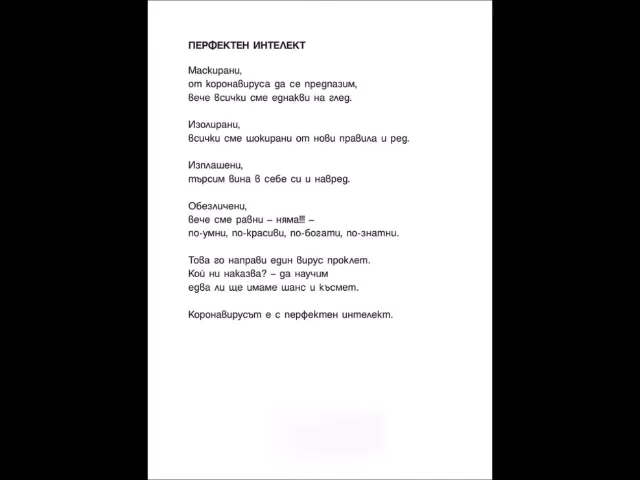 ПЕРФЕКТЕН ИНТЕЛЕКТ
Маскирани,
от коронавируса да се предпазим,
вече всички сме еднакви на глед.
Изолирани,
всички сме шокирани от нови правила и ред.
Изплашени,
търсим вина в себе си и навред.
Обезличени,
вече сме равни – няма!!! –
по-умни, по-красиви, по-богати, по-знатни.
Това го направи един вирус проклет.
Кой ни наказва? – да научим
едва ли ще имаме шанс и късмет.
Коронавирусът е с перфектен интелект.